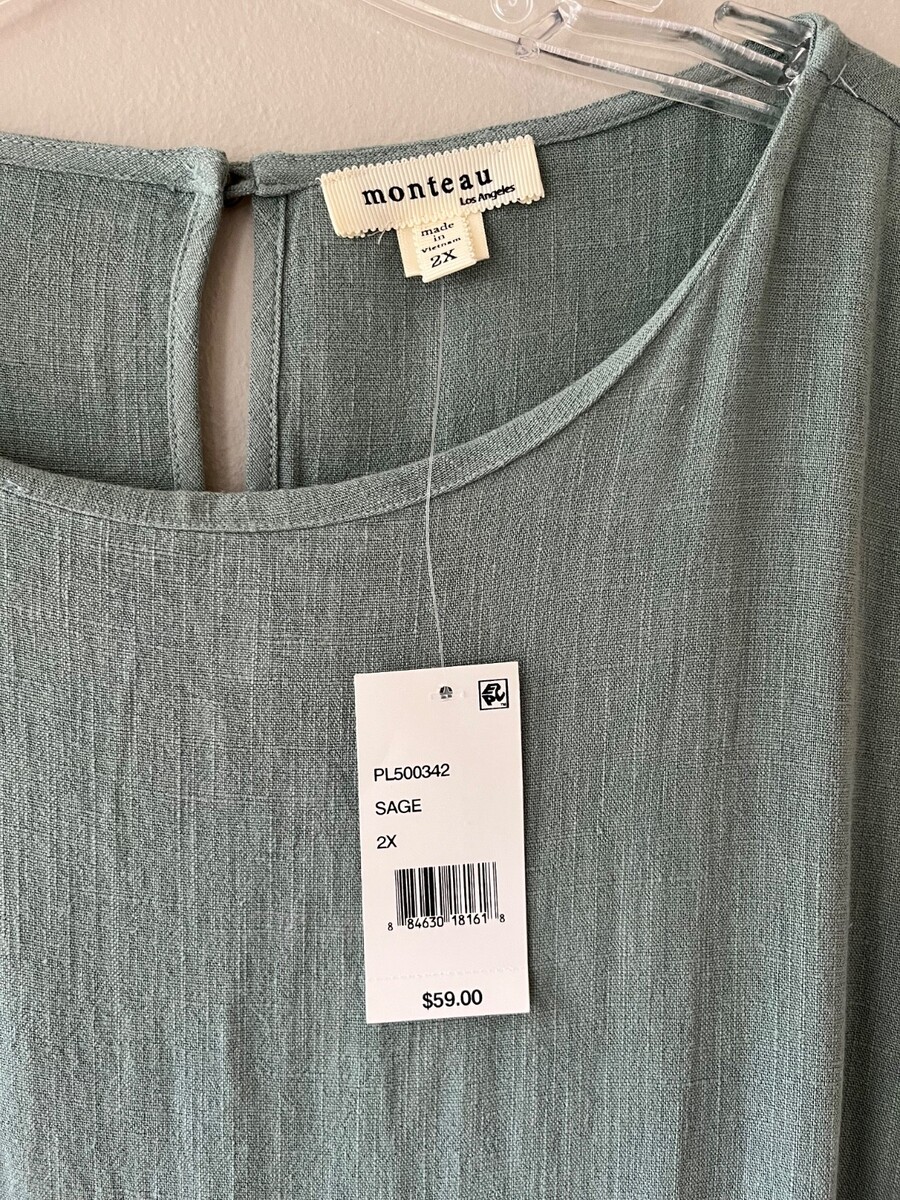 monteau
Los Angeles
made
in
Vietnam
2X
PL500342
SAGE
2X
8 84630 18161 8
$59.00